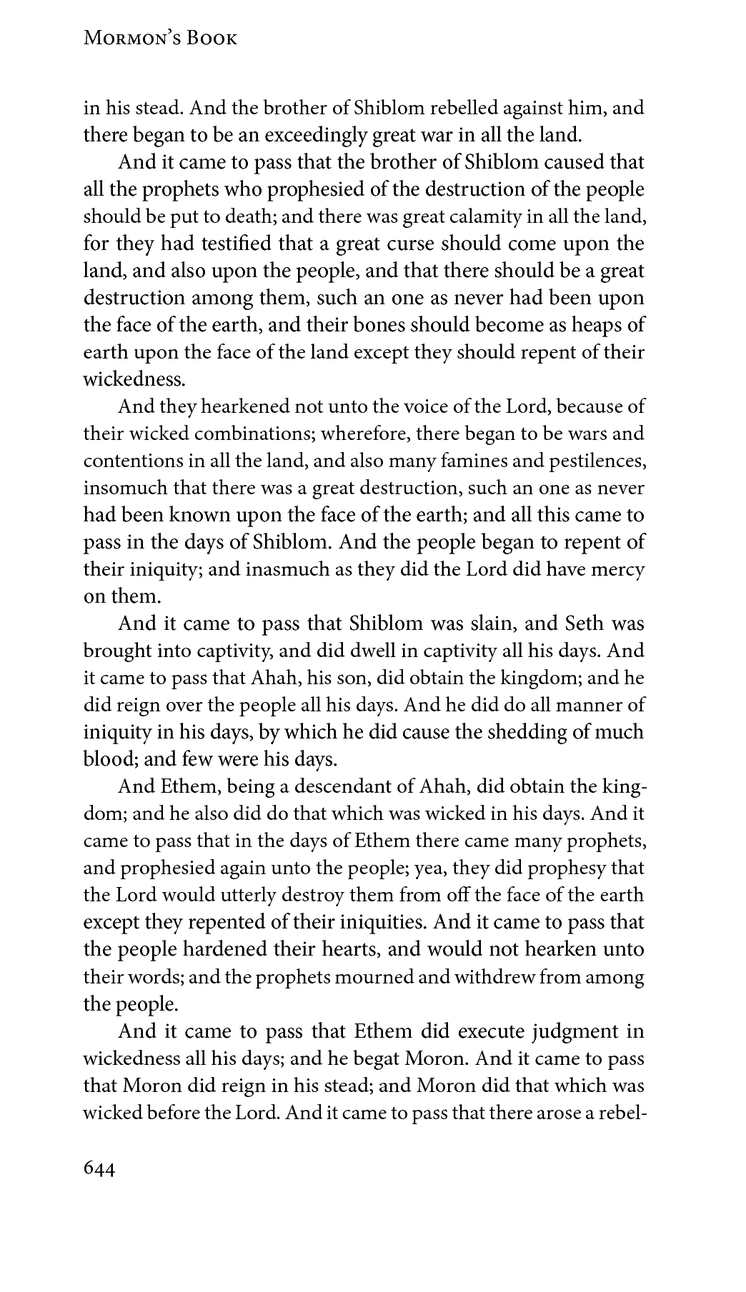 Mormon's Book
in his stead. And the brother of Shiblom rebelled against him, and
there began to be an exceedingly great war in all the land.
And it came to pass that the brother of Shiblom caused that
all the prophets who prophesied of the destruction of the people
should be put to death; and there was great calamity in all the land,
for they had testified that a great curse should come upon the
land, and also upon the people, and that there should be a great
destruction among them, such an one as never had been upon
the face of the earth, and their bones should become as heaps of
earth upon the face of the land except they should repent of their
wickedness.
And they hearkened not unto the voice of the Lord, because of
their wicked combinations; wherefore, there began to be wars and
contentions in all the land, and also many famines and pestilences,
insomuch that there was a great destruction, such an one as never
had been known upon the face of the earth; and all this came to
pass in the days of Shiblom. And the people began to repent of
their iniquity; and inasmuch as they did the Lord did have mercy
on them.
And it came to pass that Shiblom was slain, and Seth was
brought into captivity, and did dwell in captivity all his days. And
it came to pass that Ahah, his son, did obtain the kingdom; and he
did reign over the people all his days. And he did do all manner of
iniquity in his days, by which he did cause the shedding of much
blood; and few were his days.
And Ethem, being a descendant of Ahah, did obtain the king-
dom; and he also did do that which was wicked in his days. And it
came to pass that in the days of Ethem there came many prophets,
and prophesied again unto the people; yea, they did prophesy that
the Lord would utterly destroy them from off the face of the earth
except they repented of their iniquities. And it came to pass that
the people hardened their hearts, and would not hearken unto
their words; and the prophets mourned and withdrew from among
the people.
And it came to pass that Ethem did execute judgment in
wickedness all his days; and he begat Moron. And it came to pass
that Moron did reign in his stead; and Moron did that which was
wicked before the Lord. And it came to pass that there arose a rebel-
644